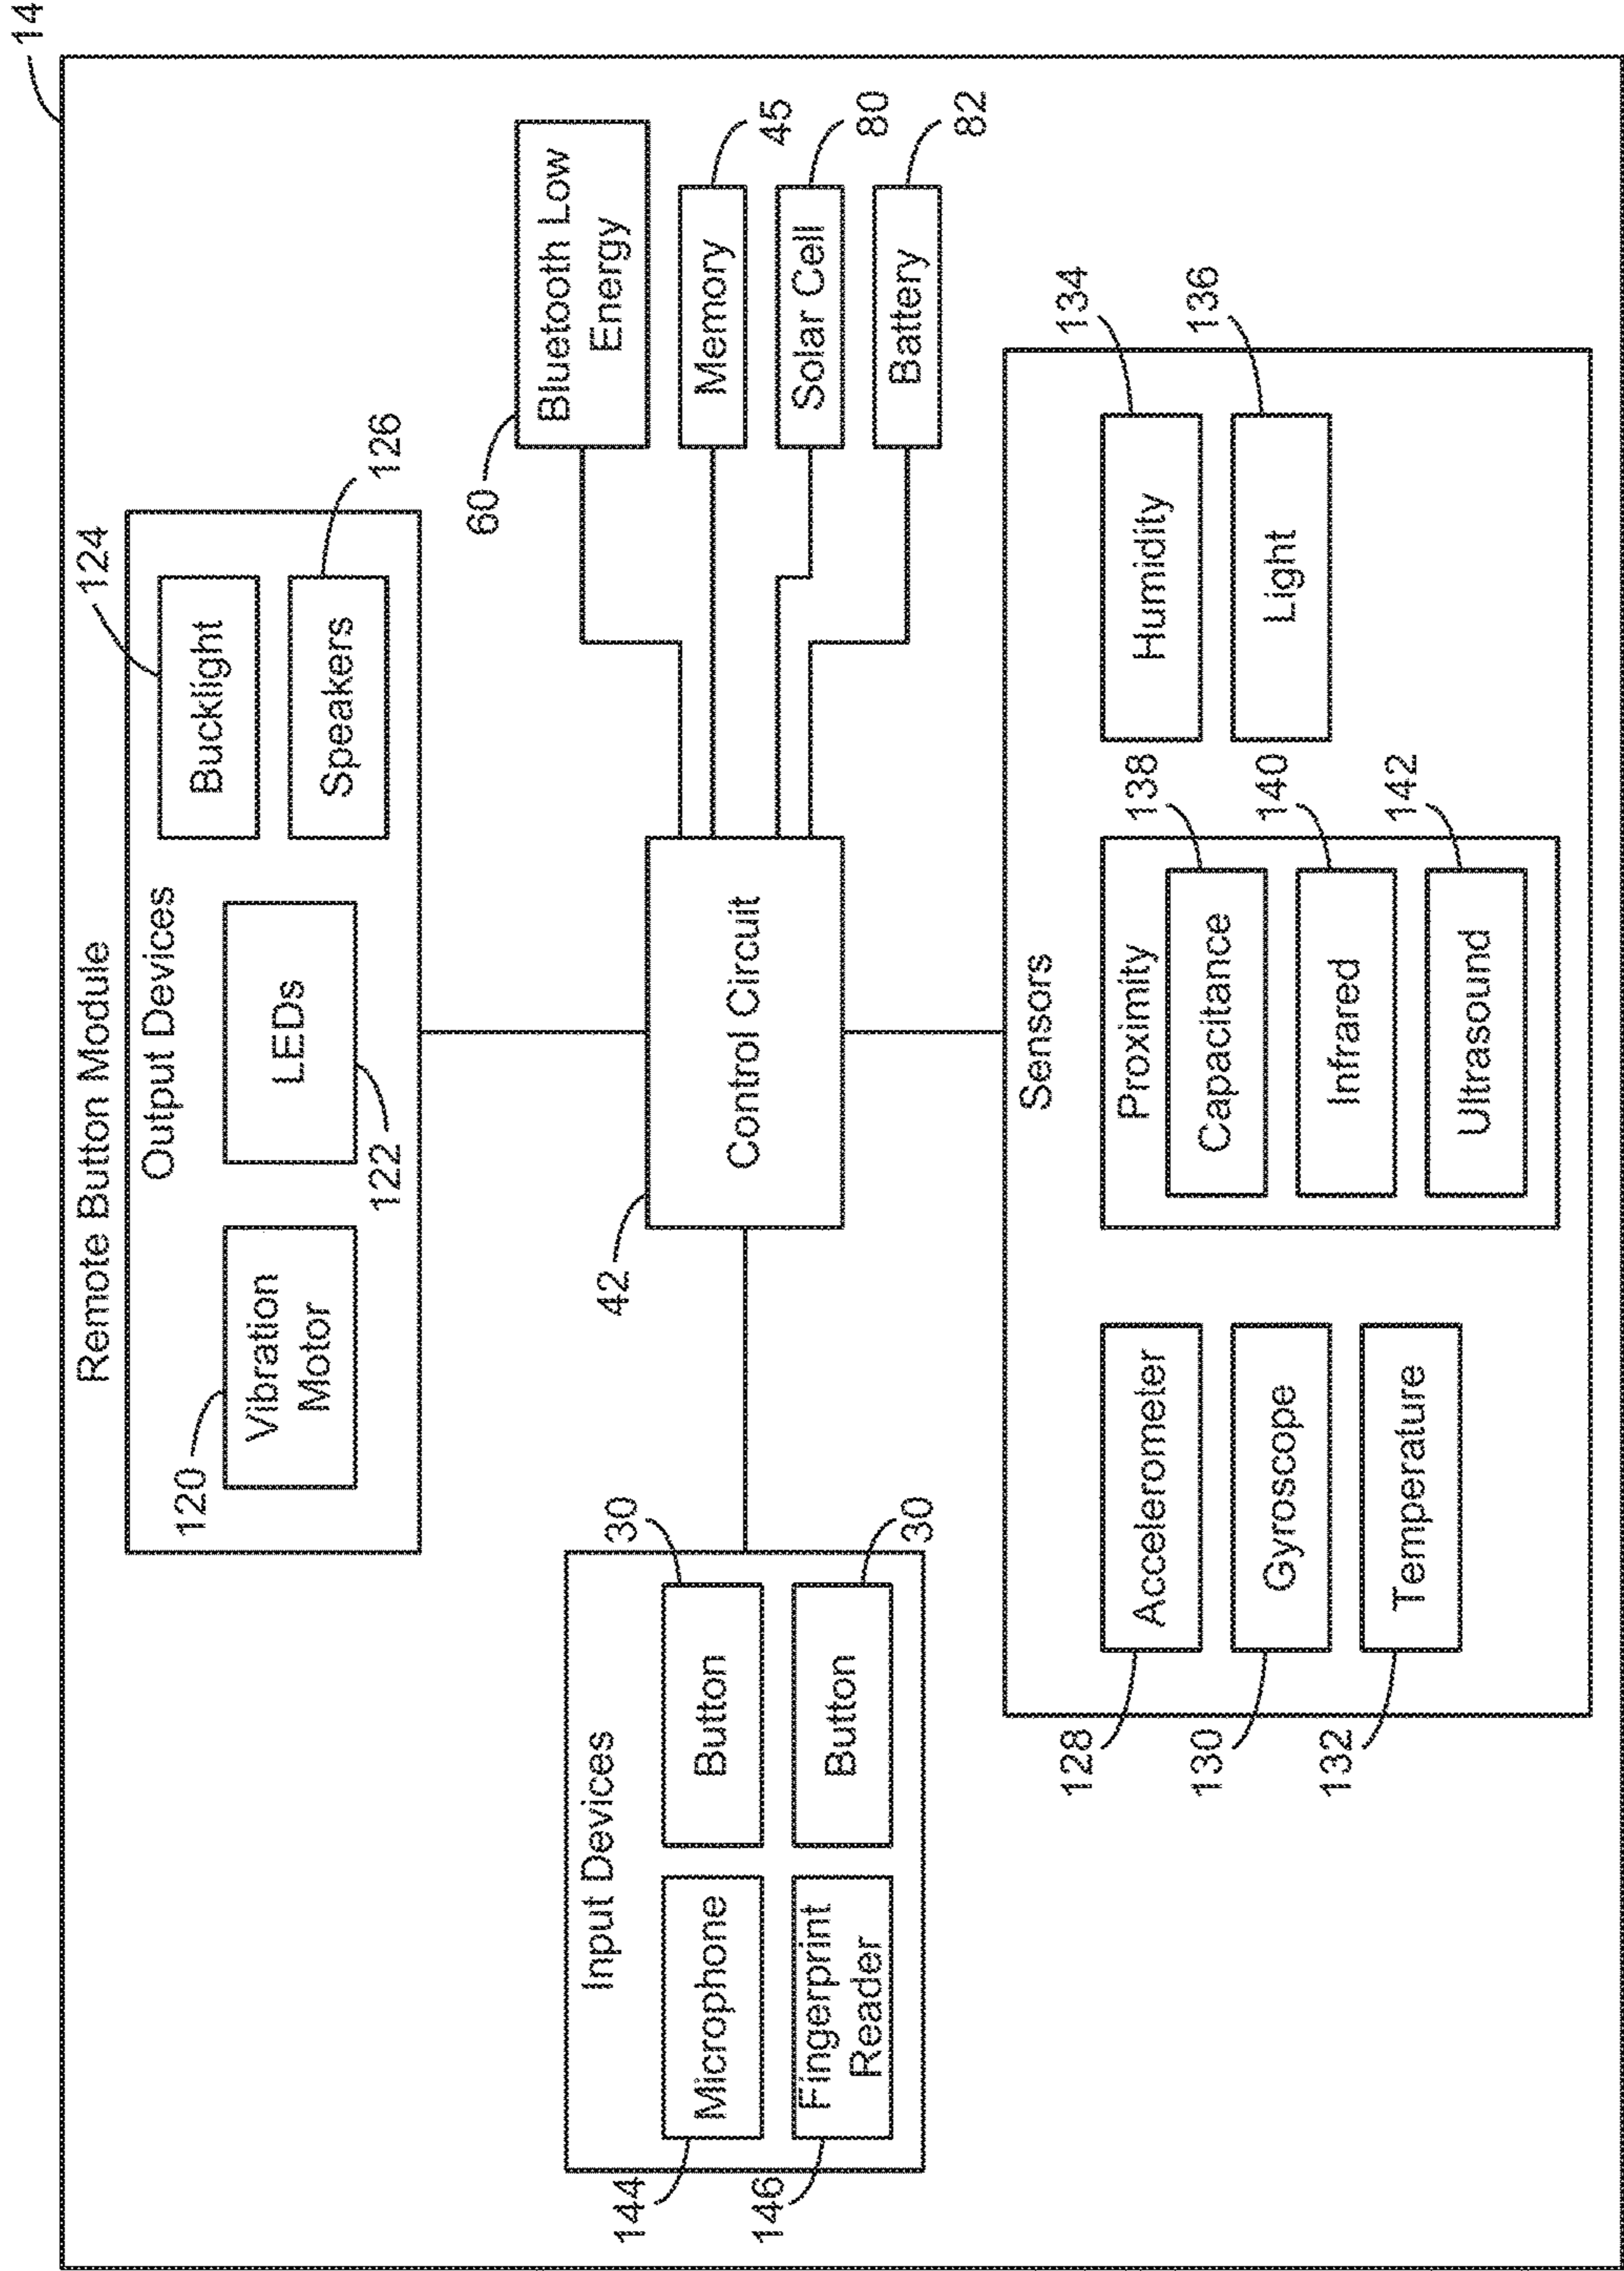 14
Remote Button Module
Output Devices
120
Vibration
Motor
LEDs
122
124
Bucklight
Speakers
126
Input Devices
144
Microphone
Button
30
146
Fingerprint
Reader
Button
30
42
Control Circuit
60
Bluetooth Low
Energy
Memory
45
Solar Cell
80
Battery
82
Sensors
128
Accelerometer
130
Gyroscope
132
Temperature
Proximity
138
Capacitance
140
Infrared
142
Ultrasound
134
Humidity
136
Light